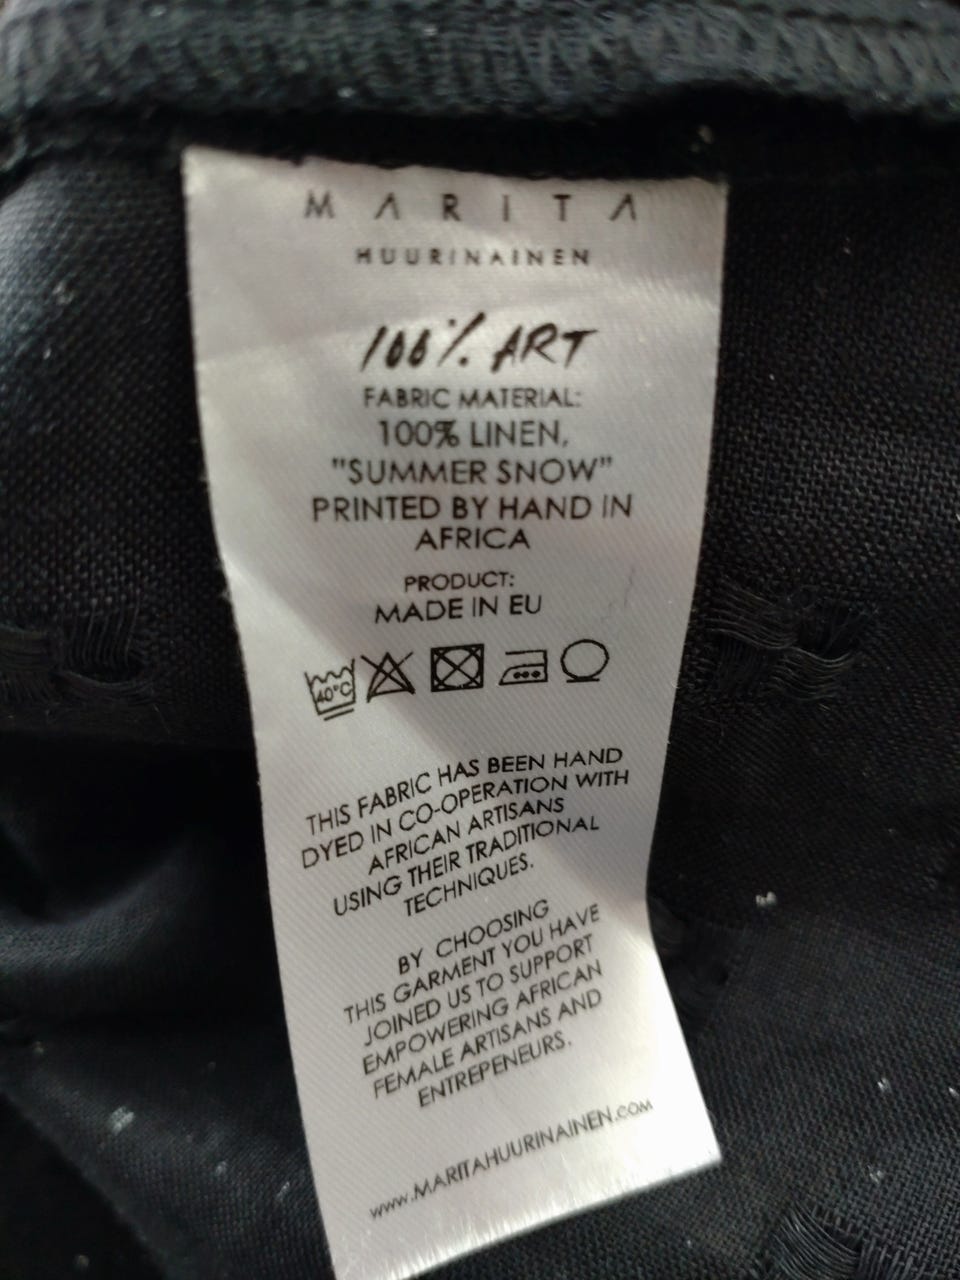 MARITA
HUURINAINEN
100% ART
FABRIC MATERIAL:
100% LINEN,
"SUMMER SNOW"
PRINTED BY HAND IN
AFRICA
PRODUCT:
MADE IN EU
40°C
THIS FABRIC HAS BEEN HAND
DYED IN CO-OPERATION WITH
AFRICAN ARTISANS
USING THEIR TRADITIONAL
TECHNIQUES.
BY CHOOSING
THIS GARMENT YOU HAVE
JOINED US TO SUPPORT
EMPOWERING AFRICAN
FEMALE ARTISANS AND
ENTREPENEURS.
www.MARITAHUURINAINEN.com